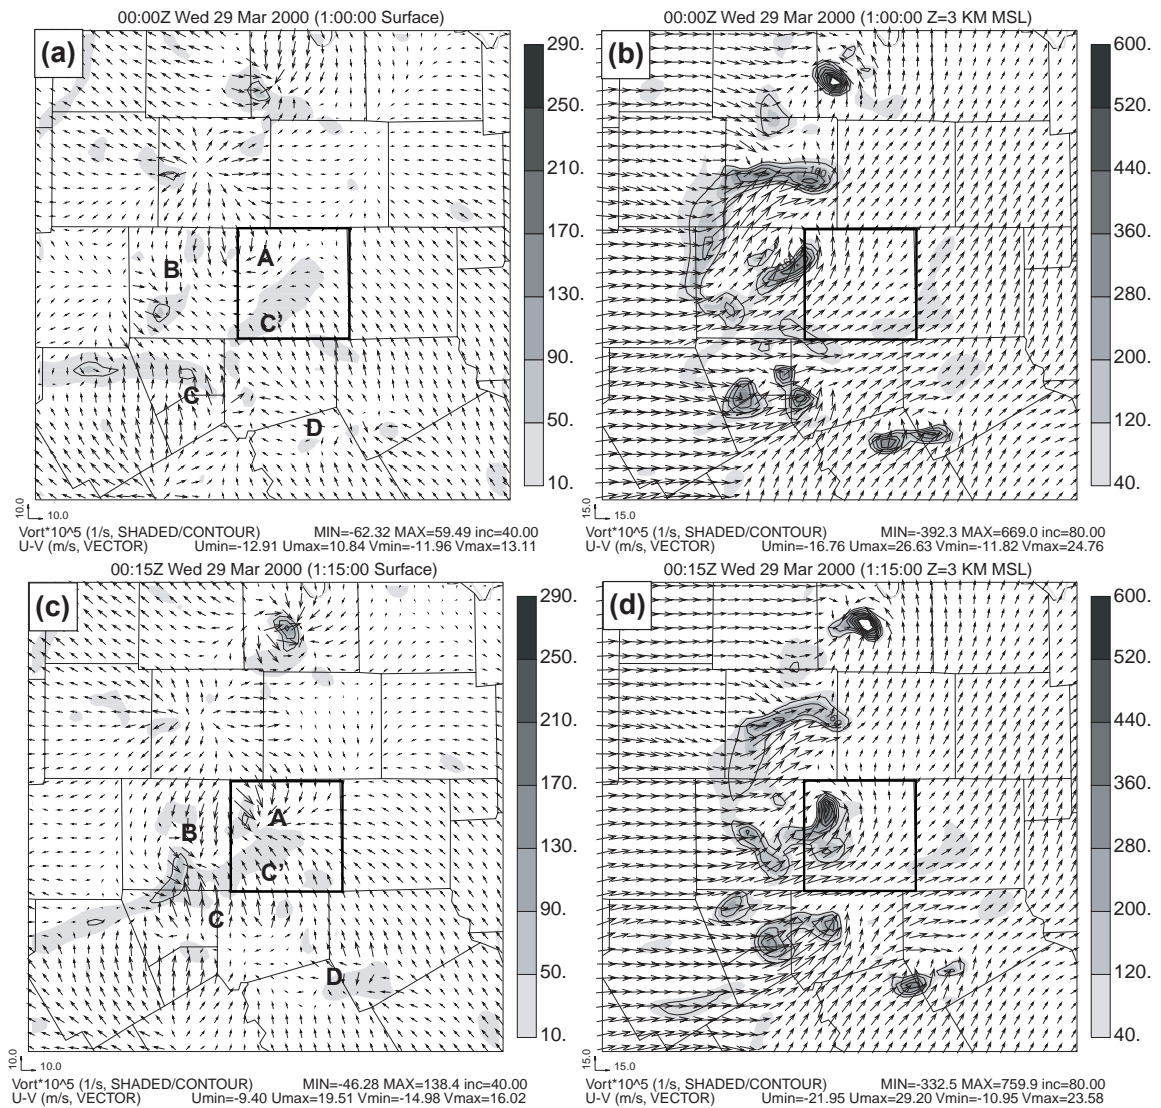 00:00Z Wed 29 Mar 2000 (1:00:00 Surface)
(a)
290.
250.
210.
170.
130.
90.
50.
10.
A
B
C'
C
D
10.0
10.0
Vort*10^5 (1/s, SHADED/CONTOUR) MIN=-62.32 MAX=59.49 inc=40.00
U-V (m/s, VECTOR) Umin=-12.91 Umax=10.84 Vmin=-11.96 Vmax=13.11
00:00Z Wed 29 Mar 2000 (1:00:00 Z=3 KM MSL)
(b)
600.
520.
440.
360.
280.
200.
120.
40.
160
15.0
15.0
Vort*10^5 (1/s, SHADED/CONTOUR) MIN=-392.3 MAX=669.0 inc=80.00
U-V (m/s, VECTOR) Umin=-16.76 Umax=26.63 Vmin=-11.82 Vmax=24.76
00:15Z Wed 29 Mar 2000 (1:15:00 Surface)
(c)
290.
250.
210.
170.
130.
90.
50.
10.
A
B
C'
C
D
10.0
10.0
Vort*10^5 (1/s, SHADED/CONTOUR) MIN=-46.28 MAX=138.4 inc=40.00
U-V (m/s, VECTOR) Umin=-9.40 Umax=19.51 Vmin=-14.98 Vmax=16.02
00:15Z Wed 29 Mar 2000 (1:15:00 Z=3 KM MSL)
(d)
600.
520.
440.
360.
280.
200.
120.
40.
160
15.0
15.0
Vort*10^5 (1/s, SHADED/CONTOUR) MIN=-332.5 MAX=759.9 inc=80.00
U-V (m/s, VECTOR) Umin=-21.95 Umax=29.20 Vmin=-10.95 Vmax=23.58